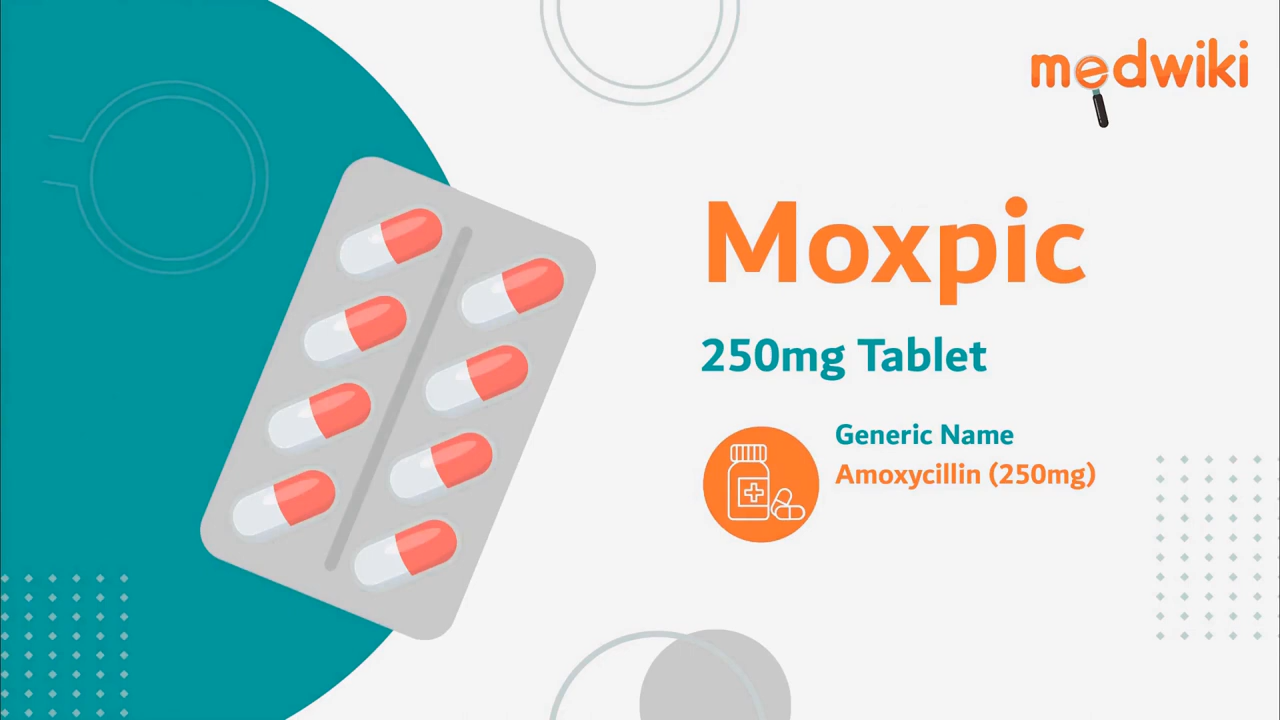 medwiki
Moxpic
250mg Tablet
Generic Name
Amoxycillin (250mg)